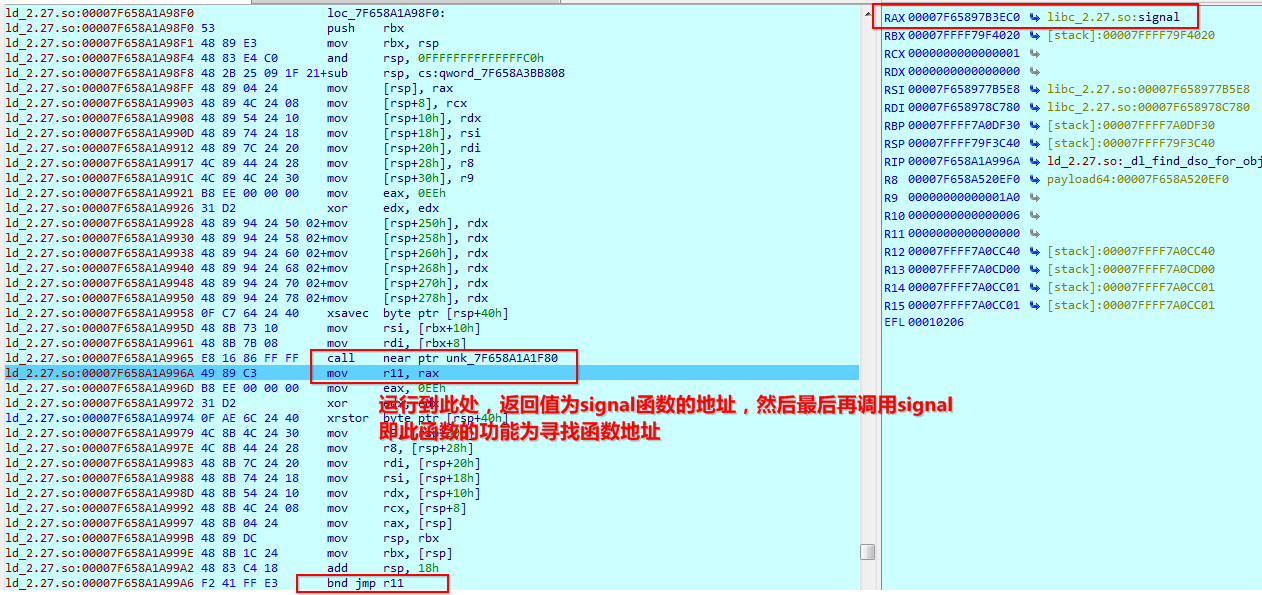 ld_2.27.so:00007F658A1A98F0 loc_7F658A1A98F0:
ld_2.27.so:00007F658A1A98F0 53 push rbx
ld_2.27.so:00007F658A1A98F1 48 89 E3 mov rbx, rsp
ld_2.27.so:00007F658A1A98F4 48 83 E4 C0 and rsp, 0FFFFFFFFFFFFFFC0h
ld_2.27.so:00007F658A1A98F8 48 2B 25 09 1F 21+sub rsp, cs:qword_7F658A3BB808
ld_2.27.so:00007F658A1A98FF 48 89 04 24 mov [rsp], rax
ld_2.27.so:00007F658A1A9903 48 89 4C 24 08 mov [rsp+8], rcx
ld_2.27.so:00007F658A1A9908 48 89 54 24 10 mov [rsp+10h], rdx
ld_2.27.so:00007F658A1A990D 48 89 74 24 18 mov [rsp+18h], rsi
ld_2.27.so:00007F658A1A9912 48 89 7C 24 20 mov [rsp+20h], rdi
ld_2.27.so:00007F658A1A9917 4C 89 44 24 28 mov [rsp+28h], r8
ld_2.27.so:00007F658A1A991C 4C 89 4C 24 30 mov [rsp+30h], r9
ld_2.27.so:00007F658A1A9921 B8 EE 00 00 00 mov eax, 0EEh
ld_2.27.so:00007F658A1A9926 31 D2 xor edx, edx
ld_2.27.so:00007F658A1A9928 48 89 94 24 50 02+mov [rsp+250h], rdx
ld_2.27.so:00007F658A1A9930 48 89 94 24 58 02+mov [rsp+258h], rdx
ld_2.27.so:00007F658A1A9938 48 89 94 24 60 02+mov [rsp+260h], rdx
ld_2.27.so:00007F658A1A9940 48 89 94 24 68 02+mov [rsp+268h], rdx
ld_2.27.so:00007F658A1A9948 48 89 94 24 70 02+mov [rsp+270h], rdx
ld_2.27.so:00007F658A1A9950 48 89 94 24 78 02+mov [rsp+278h], rdx
ld_2.27.so:00007F658A1A9958 0F C7 64 24 40 xsavec byte ptr [rsp+40h]
ld_2.27.so:00007F658A1A995D 48 8B 73 10 mov rsi, [rbx+10h]
ld_2.27.so:00007F658A1A9961 48 8B 7B 08 mov rdi, [rbx+8]
ld_2.27.so:00007F658A1A9965 E8 16 86 FF FF call near ptr unk_7F658A1A1F80
ld_2.27.so:00007F658A1A996A 49 89 C3 mov r11, rax
ld_2.27.so:00007F658A1A996D B8 EE 00 00 00 mov eax, 0EEh
ld_2.27.so:00007F658A1A9972 31 D2 xor
ld_2.27.so:00007F658A1A9974 0F AE 6C 24 40 xrstor byte ptr [rsp+40h]
ld_2.27.so:00007F658A1A9979 4C 8B 4C 24 30 mov
ld_2.27.so:00007F658A1A997E 4C 8B 44 24 28 mov r8, [rsp+28h]
ld_2.27.so:00007F658A1A9983 48 8B 7C 24 20 mov rdi, [rsp+20h]
ld_2.27.so:00007F658A1A9988 48 8B 74 24 18 mov rsi, [rsp+18h]
ld_2.27.so:00007F658A1A998D 48 8B 54 24 10 mov rdx, [rsp+10h]
ld_2.27.so:00007F658A1A9992 48 8B 4C 24 08 mov rcx, [rsp+8]
ld_2.27.so:00007F658A1A9997 48 8B 04 24 mov rax, [rsp]
ld_2.27.so:00007F658A1A999B 48 89 DC mov rsp, rbx
ld_2.27.so:00007F658A1A999E 48 8B 1C 24 mov rbx, [rsp]
ld_2.27.so:00007F658A1A99A2 48 83 C4 18 add rsp, 18h
ld_2.27.so:00007F658A1A99A6 F2 41 FF E3 bnd jmp r11
运行到此处，返回值为signal函数的地址，然后最后再调用signal
即此函数的功能为寻找函数地址
RAX 00007F65897B3EC0 libc_2.27.so:signal
RBX 00007FFFF79F4020 [stack]:00007FFFF79F4020
RCX 0000000000000001
RDX 0000000000000000
RSI 00007F658977B5E8 libc_2.27.so:00007F658977B5E8
RDI 00007F658978C780 libc_2.27.so:00007F658978C780
RBP 00007FFFF7A0DF30 [stack]:00007FFFF7A0DF30
RSP 00007FFFF79F3C40 [stack]:00007FFFF79F3C40
RIP 00007F658A1A996A ld_2.27.so:_dl_find_dso_for_obj
R8 00007F658A520EF0 payload64:00007F658A520EF0
R9 00000000000001A0
R10 0000000000000006
R11 0000000000000000
R12 00007FFFF7A0CC40 [stack]:00007FFFF7A0CC40
R13 00007FFFF7A0CD00 [stack]:00007FFFF7A0CD00
R14 00007FFFF7A0CC01 [stack]:00007FFFF7A0CC01
R15 00007FFFF7A0CC01 [stack]:00007FFFF7A0CC01
EFL 00010206